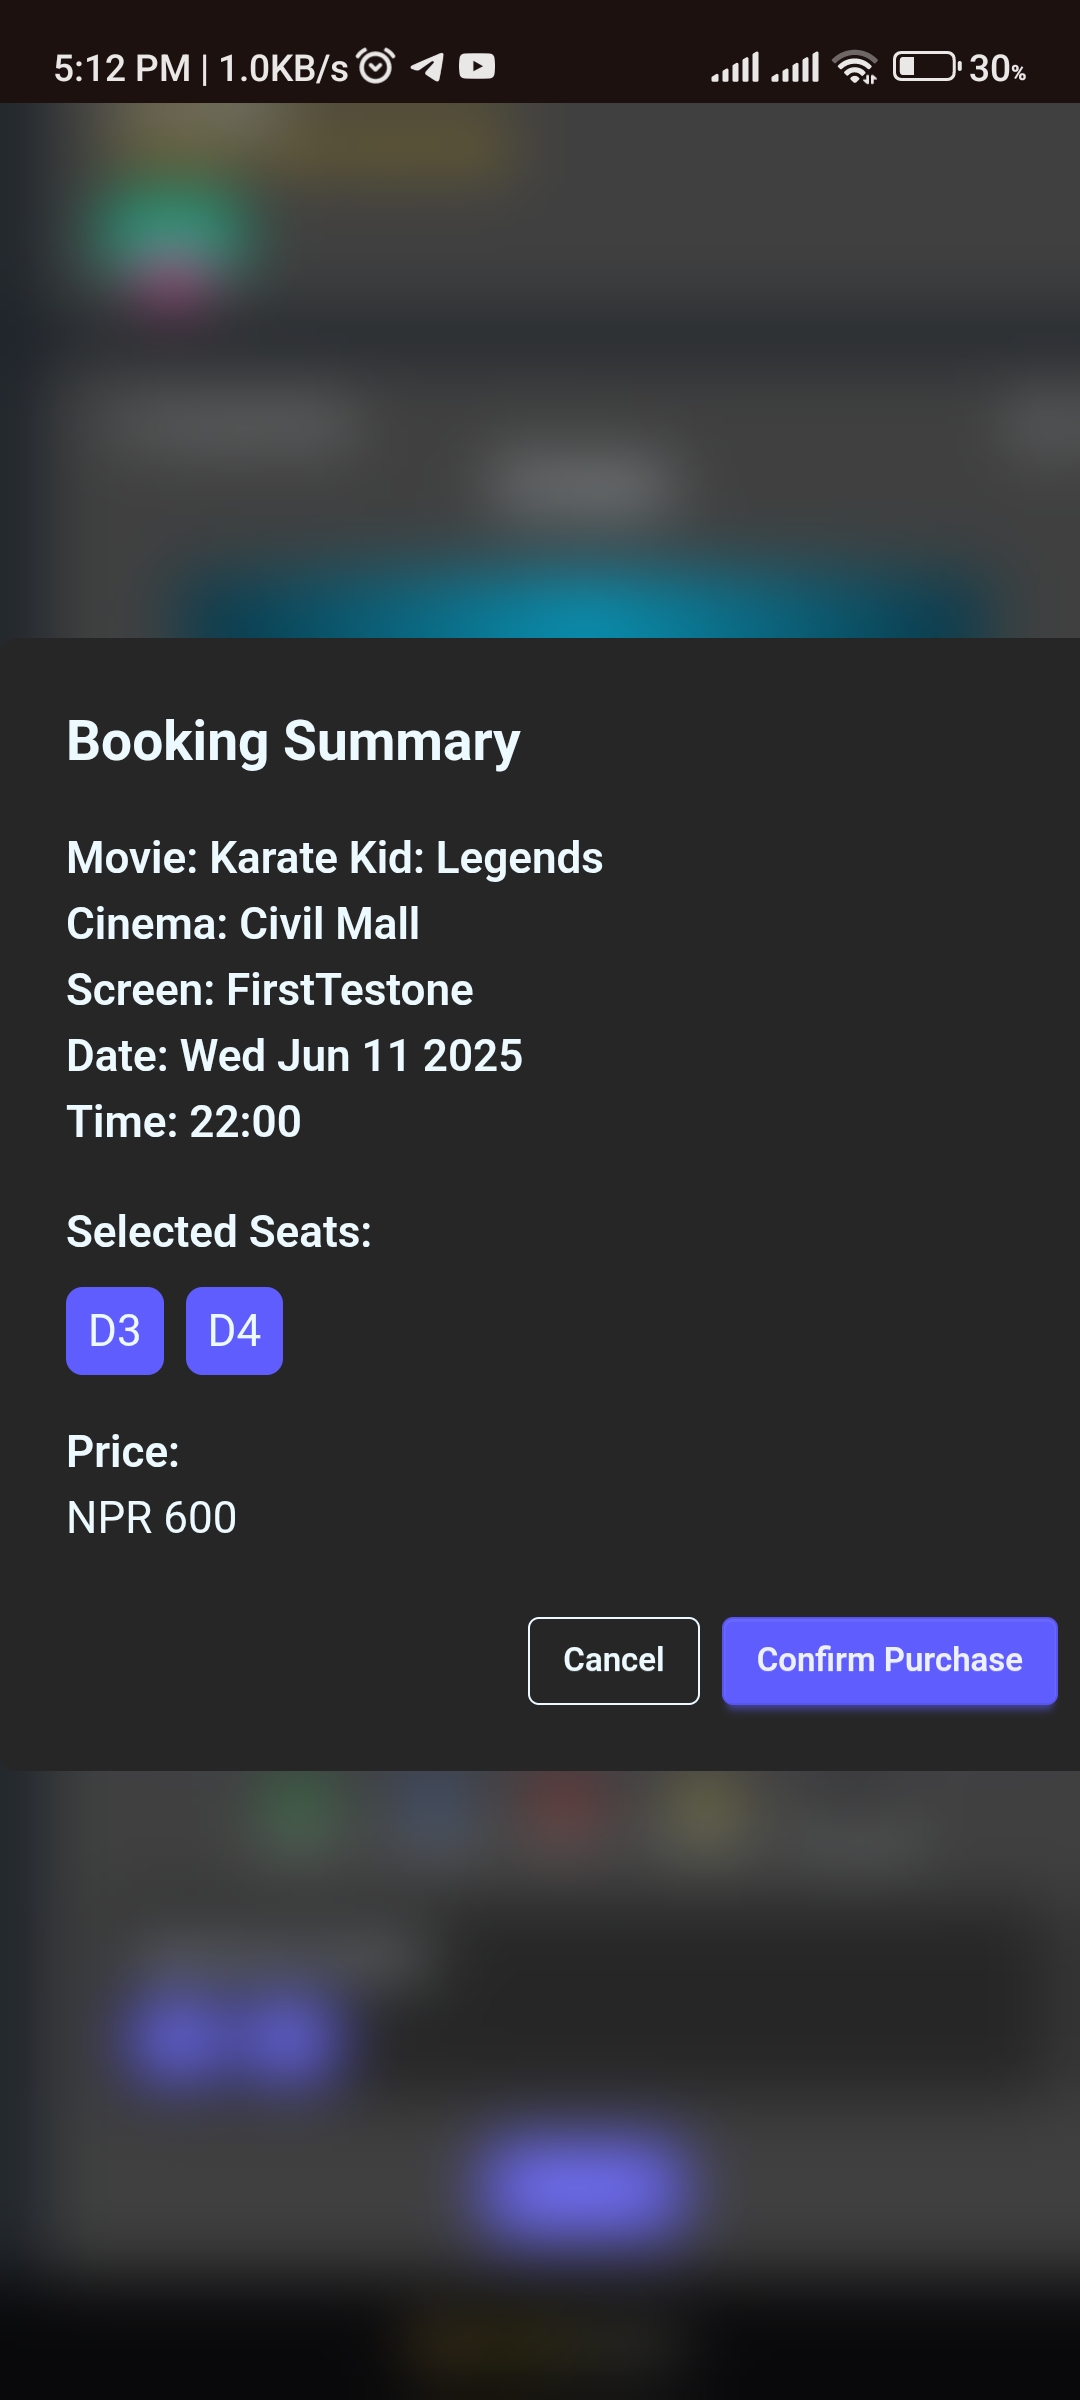 5:12 PM | 1.0KB/s 30%
Booking Summary
Movie: Karate Kid: Legends
Cinema: Civil Mall
Screen: FirstTestone
Date: Wed Jun 11 2025
Time: 22:00
Selected Seats:
D3 D4
Price:
NPR 600
Cancel Confirm Purchase